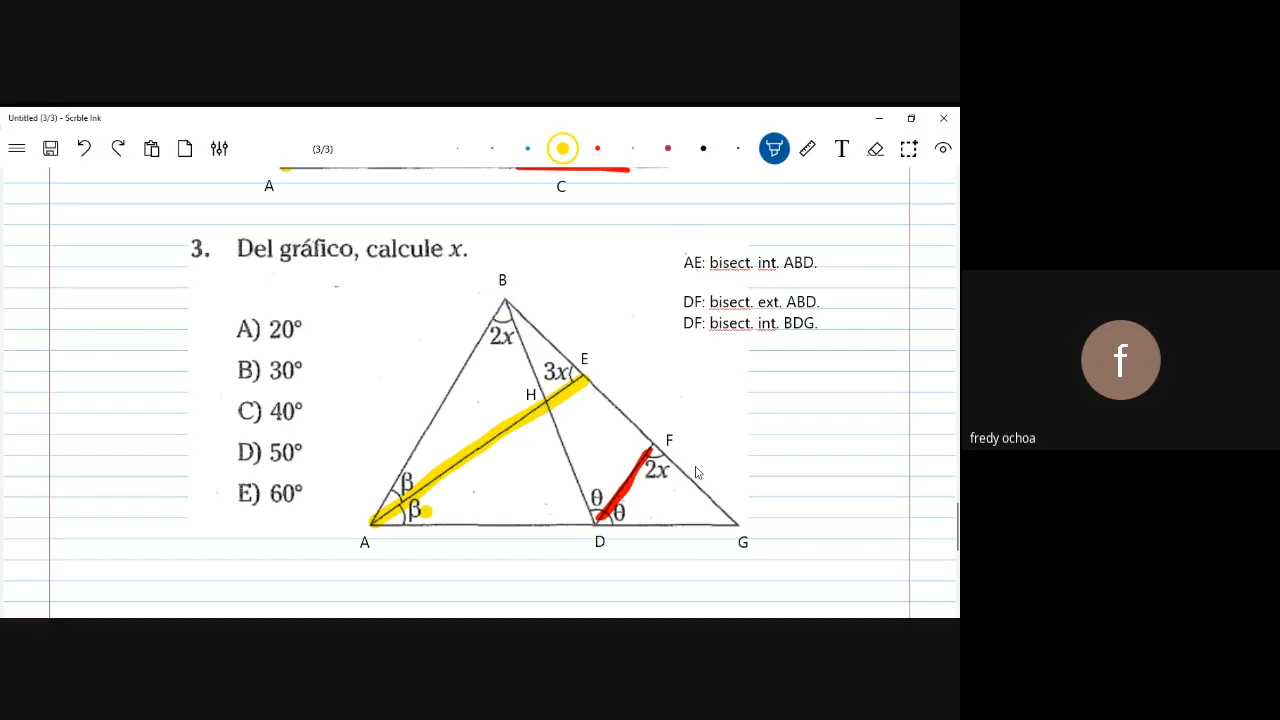 Untitled (3/3) - Scrble Ink
(3/3)
T
A
C
3. Del gráfico, calcule x.
AE: bisect. int. ABD.
DF: bisect. ext. ABD.
DF: bisect. int. BDG.
A) 20°
B) 30°
C) 40°
D) 50°
E) 60°
B
2x
E
3x
H
F
2x
β
β
θ
θ
A
D
G
f
fredy ochoa